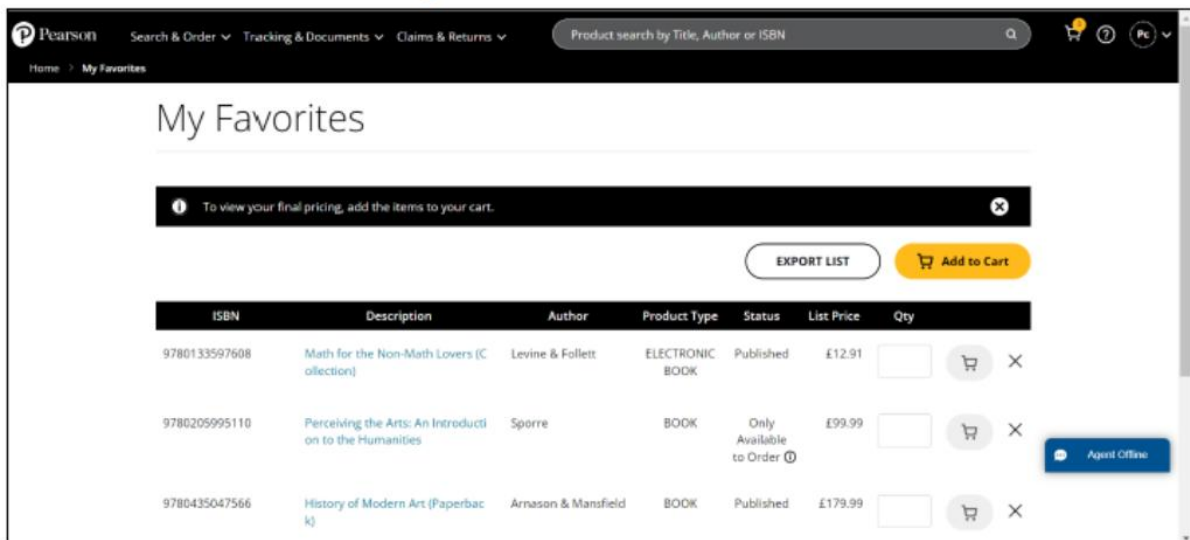 Pearson
Search & Order Tracking & Documents Claims & Returns Product search by Title, Author or ISBN Pc
Home > My Favorites
My Favorites
To view your final pricing, add the items to your cart.
EXPORT LIST Add to Cart
ISBN Description Author Product Type Status List Price Qty
9780133597608 Math for the Non-Math Lovers (C Levine & Follett ELECTRONIC Published £12.91
ollection) BOOK
9780205995110 Perceiving the Arts: An Introducti Sporre BOOK Only £99.99
on to the Humanities Available
to Order
Agent Offline
9780435047566 History of Modern Art (Paperbac Arnason & Mansfield BOOK Published £179.99
k)